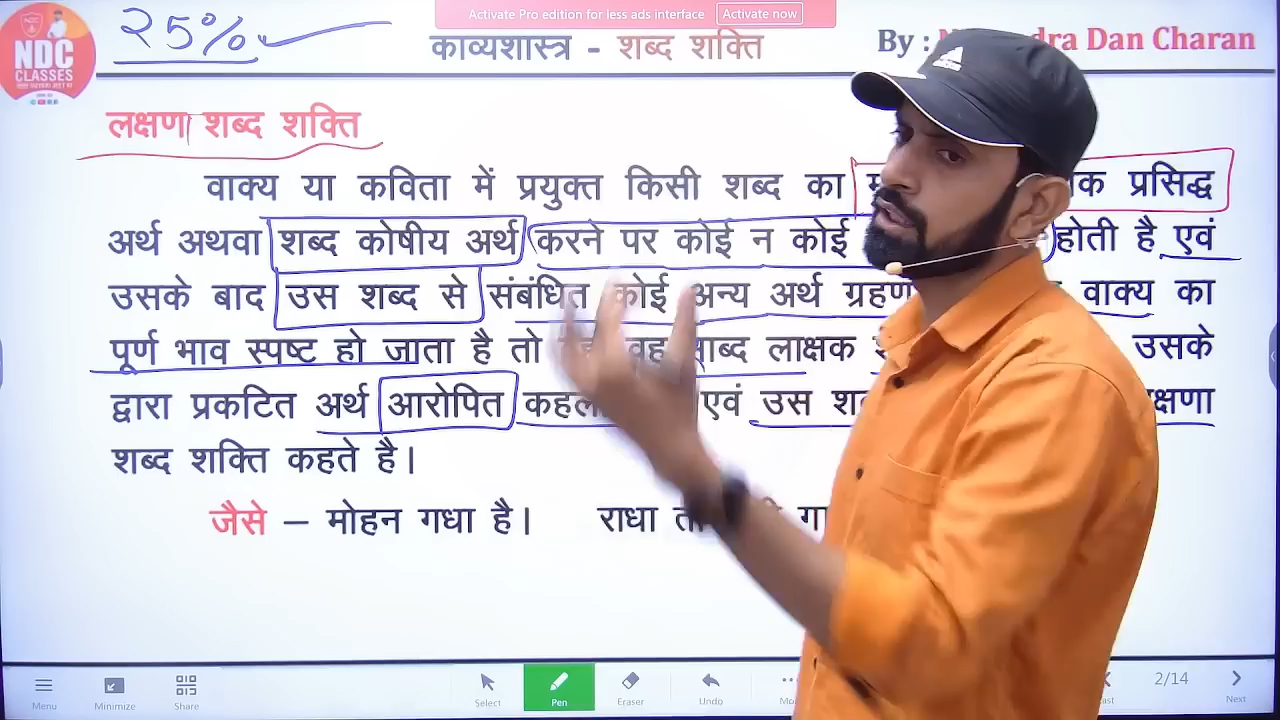 Activate Pro edition for less ads interface Activate now
NDC
CLASSES
25%
काव्यशास्त्र - शब्द शक्ति
By : dra Dan Charan
लक्षण शब्द शक्ति
वाक्य या कविता में प्रयुक्त किसी शब्द का प्रसिद्ध
अर्थ अथवा शब्द कोषीय अर्थ करने पर कोई न कोई होती है एवं
उसके बाद उस शब्द से संबंधित कोई अन्य अर्थ ग्रहण वाक्य का
पूर्ण भाव स्पष्ट हो जाता है तो वह शब्द लाक्षक उसके
द्वारा प्रकटित अर्थ आरोपित एवं उस
शब्द शक्ति कहते है।
जैसे – मोहन गधा है। राधा
Menu
Minimize
Share
Select
Pen
Eraser
Undo
2/14
Next